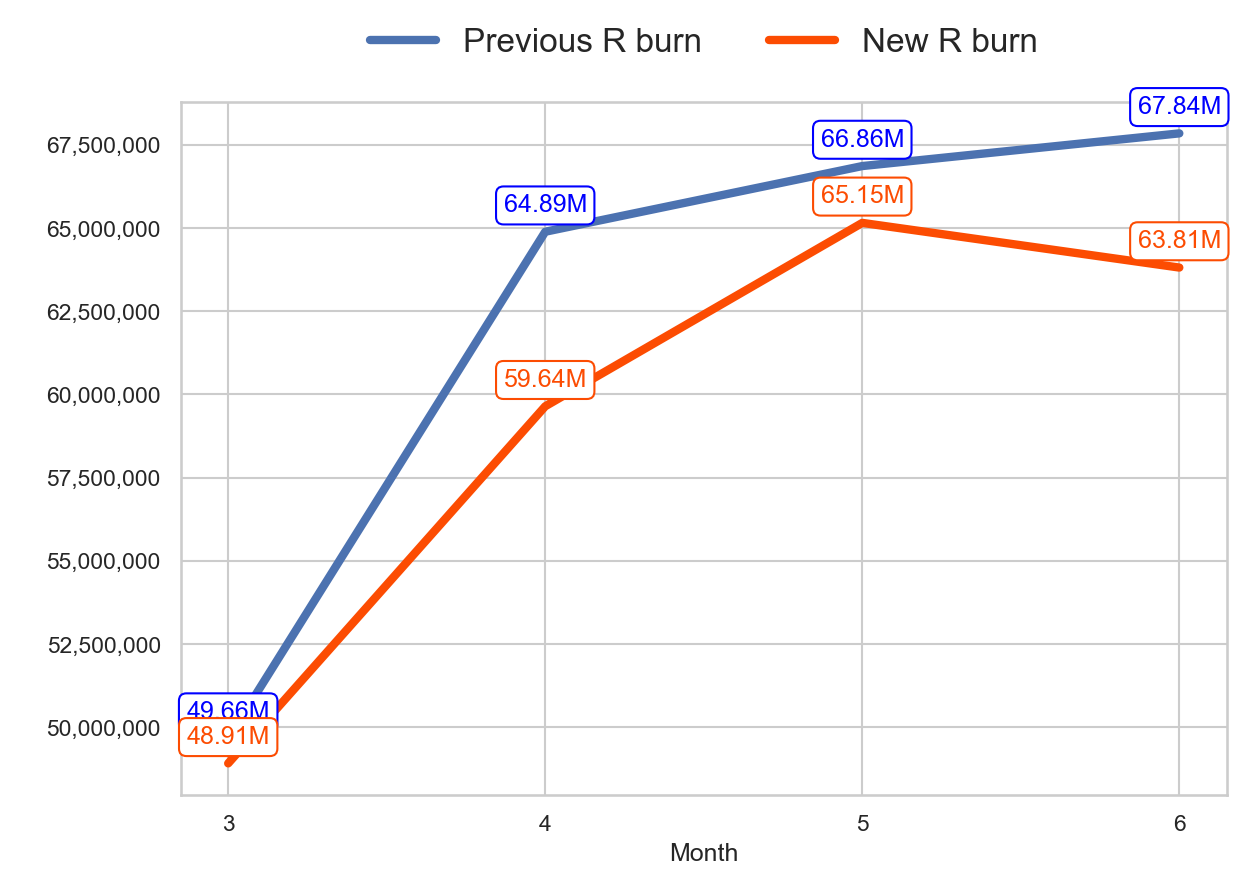 Previous R burn New R burn
67.84M
67,500,000
66.86M
65.15M
64.89M
65,000,000
63.81M
62,500,000
59.64M
60,000,000
57,500,000
55,000,000
52,500,000
49.66M
50,000,000
48.91M
3 4 5 6
Month